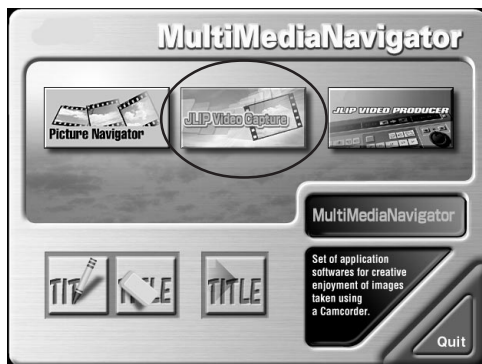 MultiMediaNavigator
Picture Navigator
JLIP Video Capture
JLIP VIDEO PRODUCER
MultiMediaNavigator
TITLE
TITLE
Set of application
softwares for creative
enjoyment of images
taken using
a Camcorder.
Quit